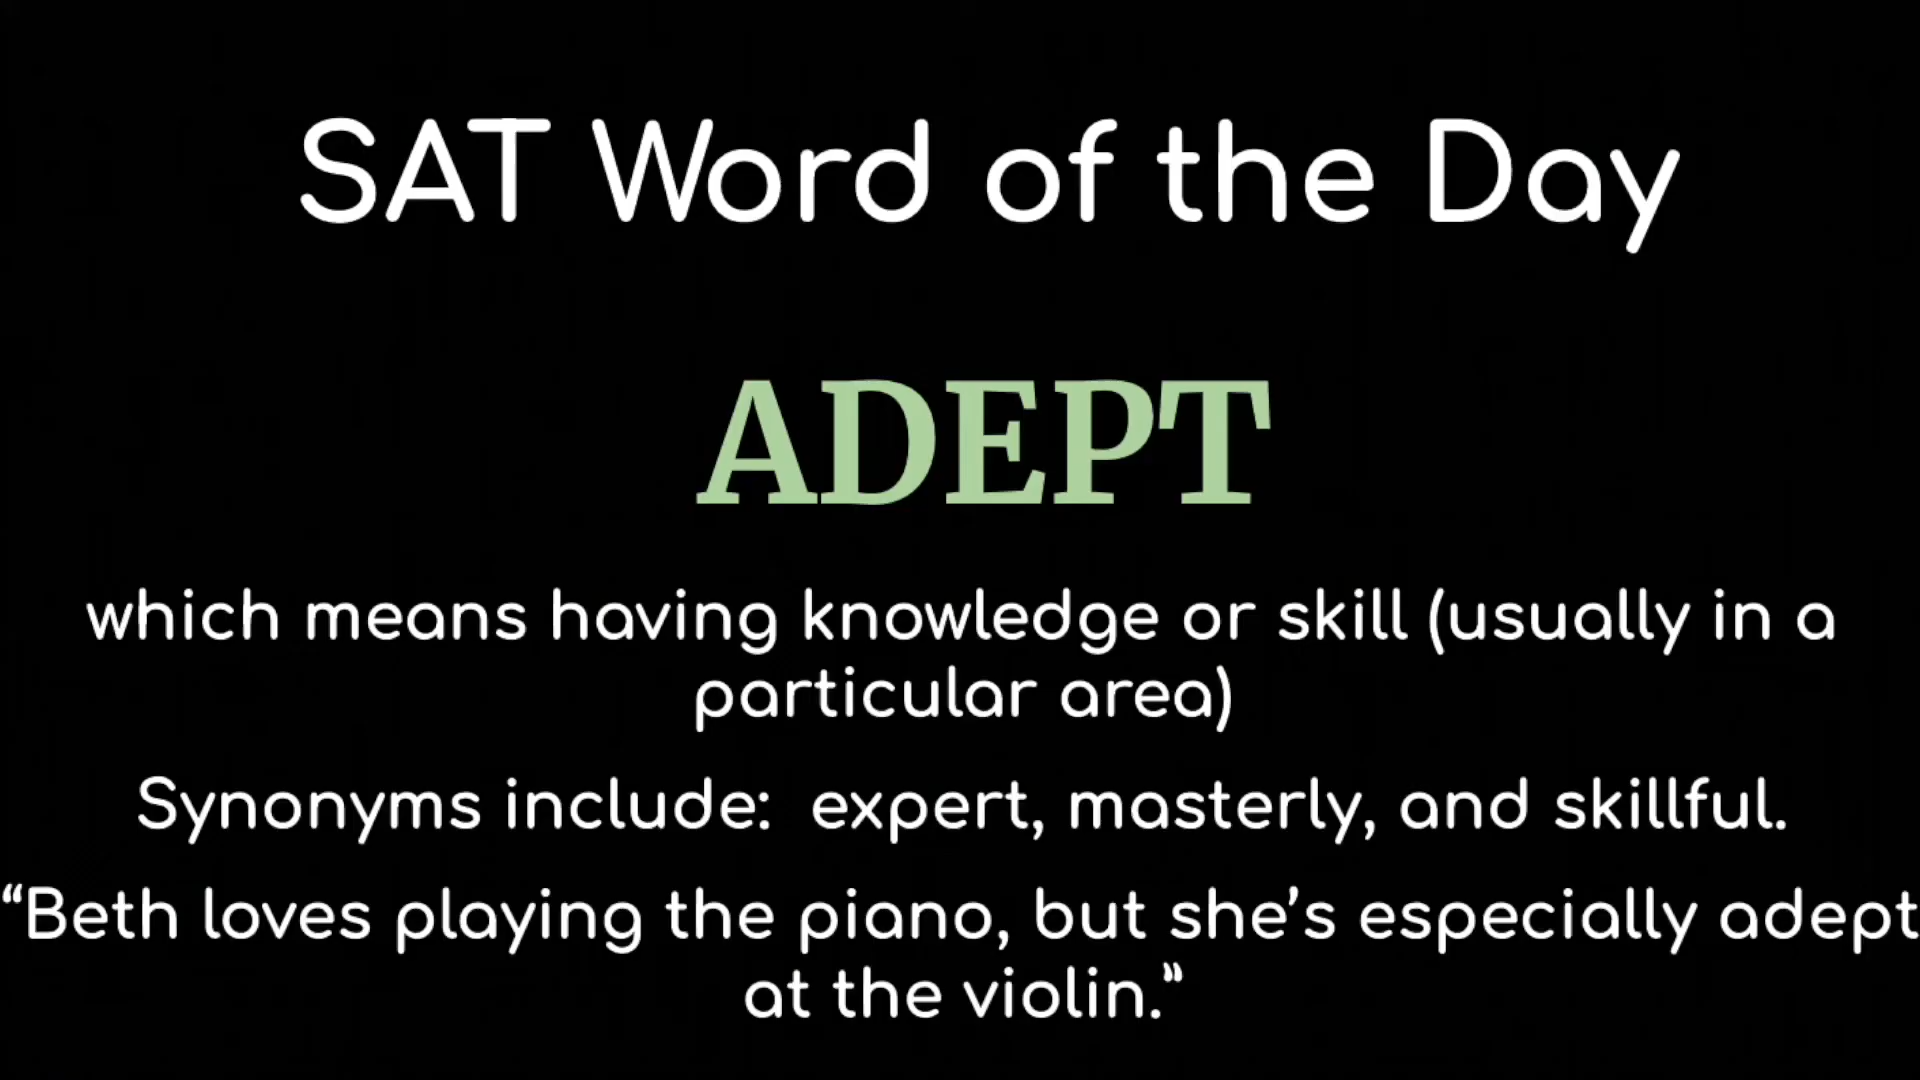 SAT Word of the Day
ADEPT
which means having knowledge or skill (usually in a
particular area)
Synonyms include:  expert, masterly, and skillful.
“Beth loves playing the piano, but she’s especially adept
at the violin.”